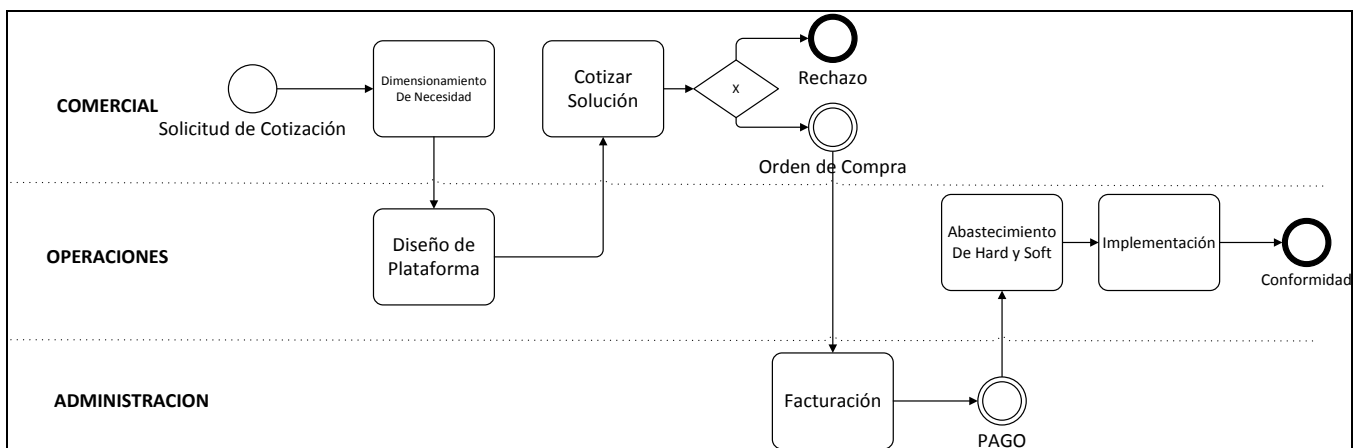 COMERCIAL
Solicitud de Cotización
Dimensionamiento
De Necesidad
Cotizar
Solución
X
Rechazo
Orden de Compra
OPERACIONES
Diseño de
Plataforma
Abastecimiento
De Hard y Soft
Implementación
Conformidad
ADMINISTRACION
Facturación
PAGO